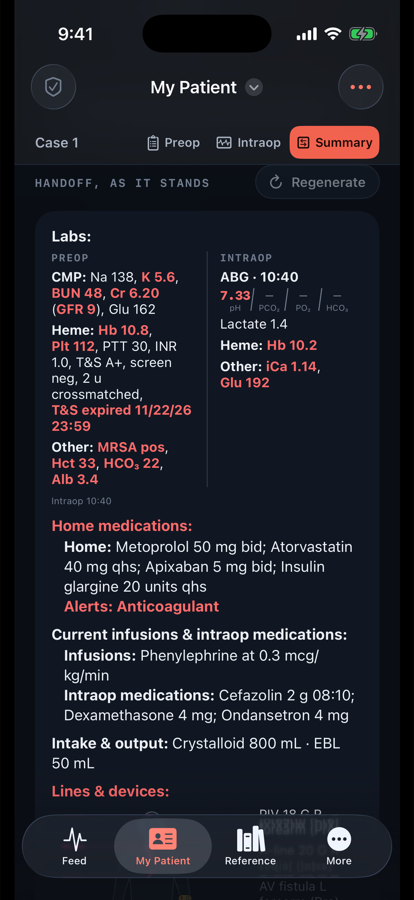 9:41
My Patient
Case 1
Preop
Intraop
Summary
HANDOFF, AS IT STANDS
Regenerate
Labs:
PREOP
CMP: Na 138, K 5.6,
BUN 48, Cr 6.20
(GFR 9), Glu 162
Heme: Hb 10.8,
Plt 112, PTT 30, INR
1.0, T&S A+, screen
neg, 2 u
crossmatched,
T&S expired 11/22/26
23:59
Other: MRSA pos,
Hct 33, HCO₃ 22,
Alb 3.4
INTRAOP
ABG · 10:40
7.33 / – / – / –
pH PCO₂ PO₂ HCO₃
Lactate 1.4
Heme: Hb 10.2
Other: iCa 1.14,
Glu 192
Intraop 10:40
Home medications:
Home: Metoprolol 50 mg bid; Atorvastatin
40 mg qhs; Apixaban 5 mg bid; Insulin
glargine 20 units qhs
Alerts: Anticoagulant
Current infusions & intraop medications:
Infusions: Phenylephrine at 0.3 mcg/
kg/min
Intraop medications: Cefazolin 2 g 08:10;
Dexamethasone 4 mg; Ondansetron 4 mg
Intake & output: Crystalloid 800 mL · EBL
50 mL
Lines & devices:
PIV 18 G R
AV fistula L
Feed
My Patient
Reference
More